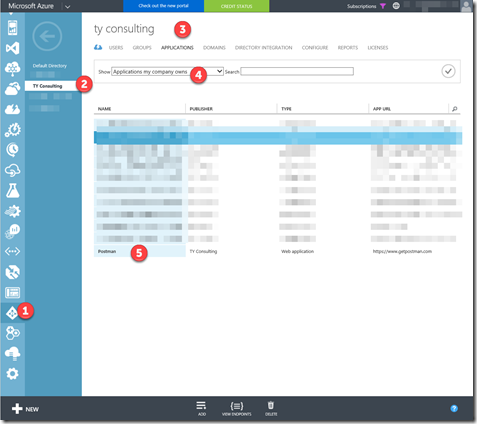 Microsoft Azure
Check out the new portal
CREDIT STATUS
Subscriptions
ty consulting
3
USERS GROUPS APPLICATIONS DOMAINS DIRECTORY INTEGRATION CONFIGURE REPORTS LICENSES
Default Directory
TY Consulting
2
Show Applications my company owns Search
4
NAME PUBLISHER TYPE APP URL
Postman TY Consulting Web application https://www.getpostman.com
5
1
NEW
ADD VIEW ENDPOINTS DELETE
?